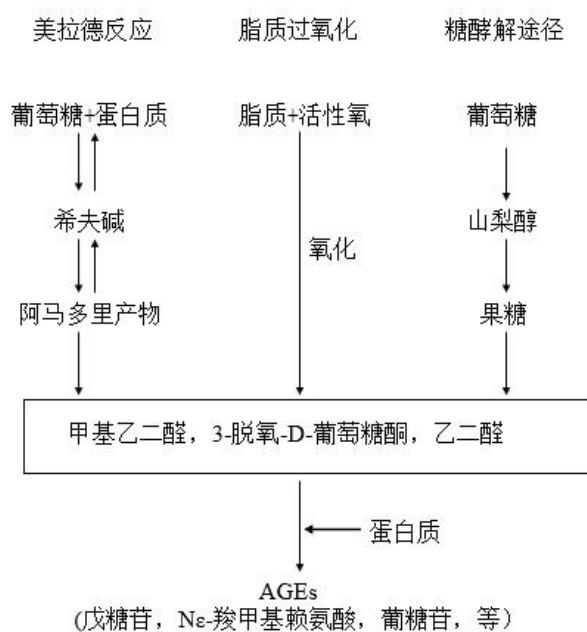 美拉德反应 脂质过氧化 糖酵解途径
葡萄糖+蛋白质 脂质+活性氧 葡萄糖
希夫碱 山梨醇
氧化
阿马多里产物 果糖
甲基乙二醛，3-脱氧-D-葡萄糖酮，乙二醛
蛋白质
AGEs
(戊糖苷，Nε-羧甲基赖氨酸，葡糖苷，等）